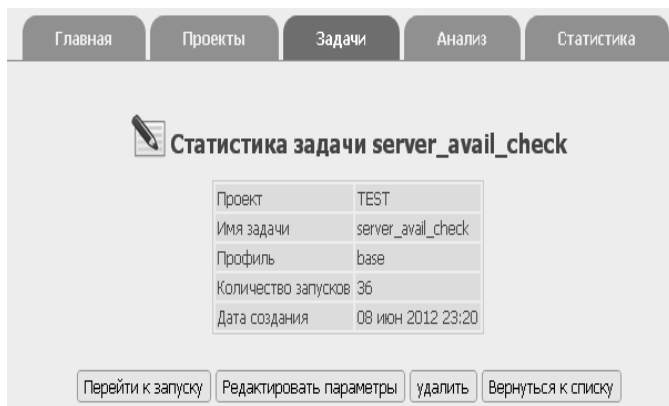 Главная Проекты Задачи Анализ Статистика
Статистика задачи server_avail_check
Проект TEST
Имя задачи server_avail_check
Профиль base
Количество запусков 36
Дата создания 08 июн 2012 23:20
Перейти к запуску Редактировать параметры удалить Вернуться к списку